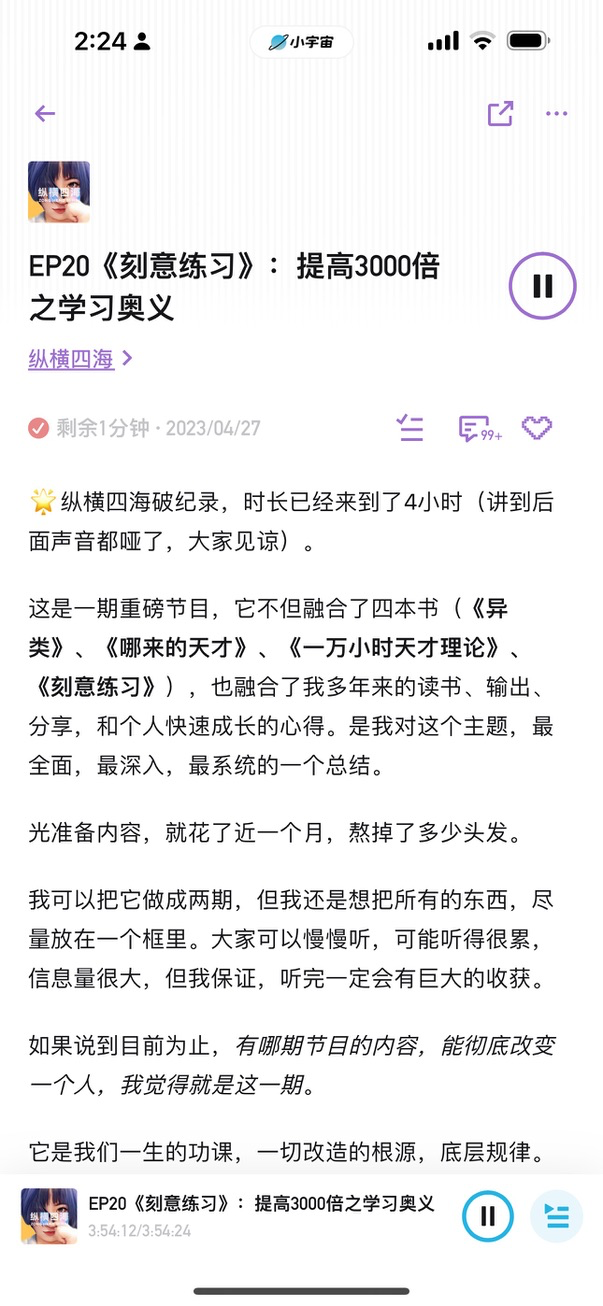 2:24
小宇宙
纵横四海
EP20《刻意练习》：提高3000倍
之学习奥义
纵横四海
剩余1分钟 · 2023/04/27
99+
🌟纵横四海破纪录，时长已经来到了4小时（讲到后
面声音都哑了，大家见谅）。
这是一期重磅节目，它不但融合了四本书（《异
类》、《哪来的天才》、《一万小时天才理论》、
《刻意练习》），也融合了我多年来的读书、输出、
分享，和个人快速成长的心得。是我对这个主题，最
全面，最深入，最系统的一个总结。
光准备内容，就花了近一个月，熬掉了多少头发。
我可以把它做成两期，但我还是想把所有的东西，尽
量放在一个框里。大家可以慢慢听，可能听得很累，
信息量很大，但我保证，听完一定会有巨大的收获。
如果说到目前为止，有哪期节目的内容，能彻底改变
一个人，我觉得就是这一期。
它是我们一生的功课，一切改造的根源，底层规律。
纵横四海
EP20《刻意练习》：提高3000倍之学习奥义
3:54:12/3:54:24